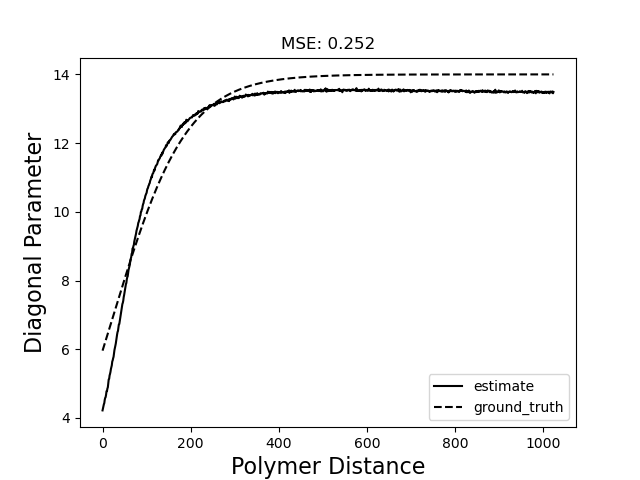 MSE: 0.252
Diagonal Parameter
14
12
10
8
6
4
estimate
ground_truth
0 200 400 600 800 1000
Polymer Distance